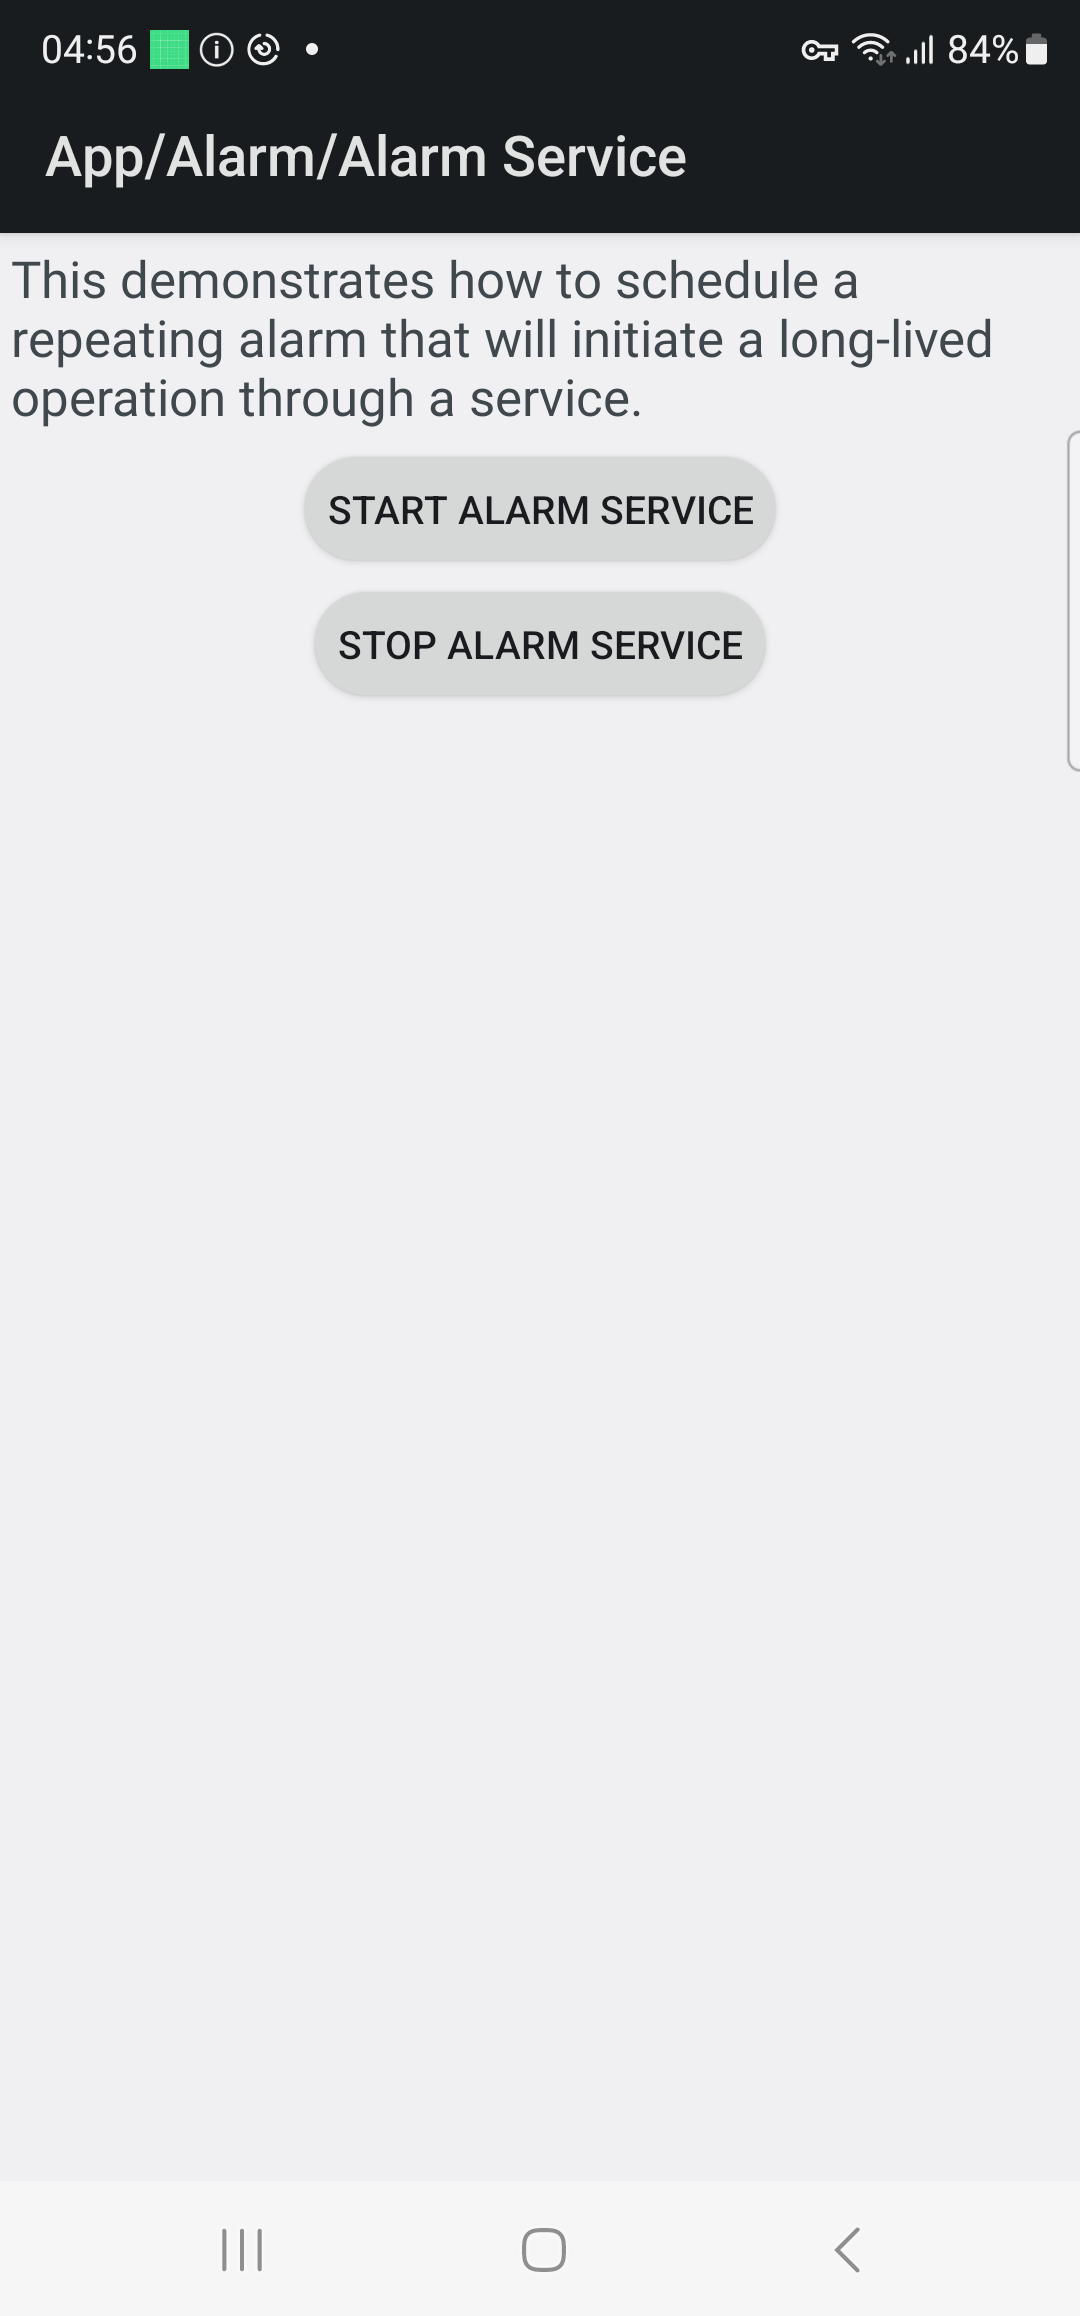 04:56
84%
App/Alarm/Alarm Service
This demonstrates how to schedule a
repeating alarm that will initiate a long-lived
operation through a service.
START ALARM SERVICE
STOP ALARM SERVICE